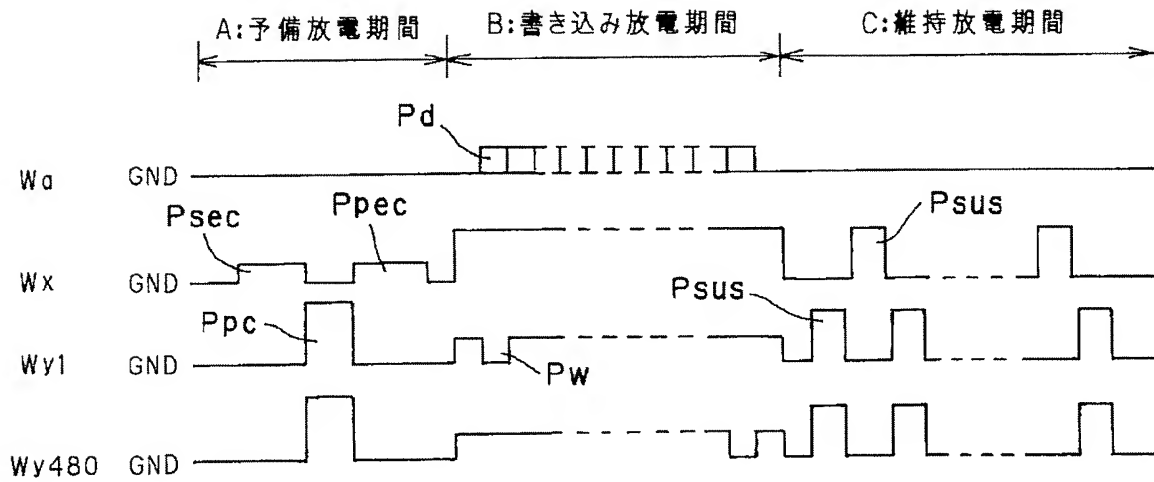 A:予備放電期間 B:書き込み放電期間 C:維持放電期間
Pd
Wa GND
Psec Ppec Psus
Wx GND
Ppc Psus
Wy1 GND
Pw
Wy480 GND